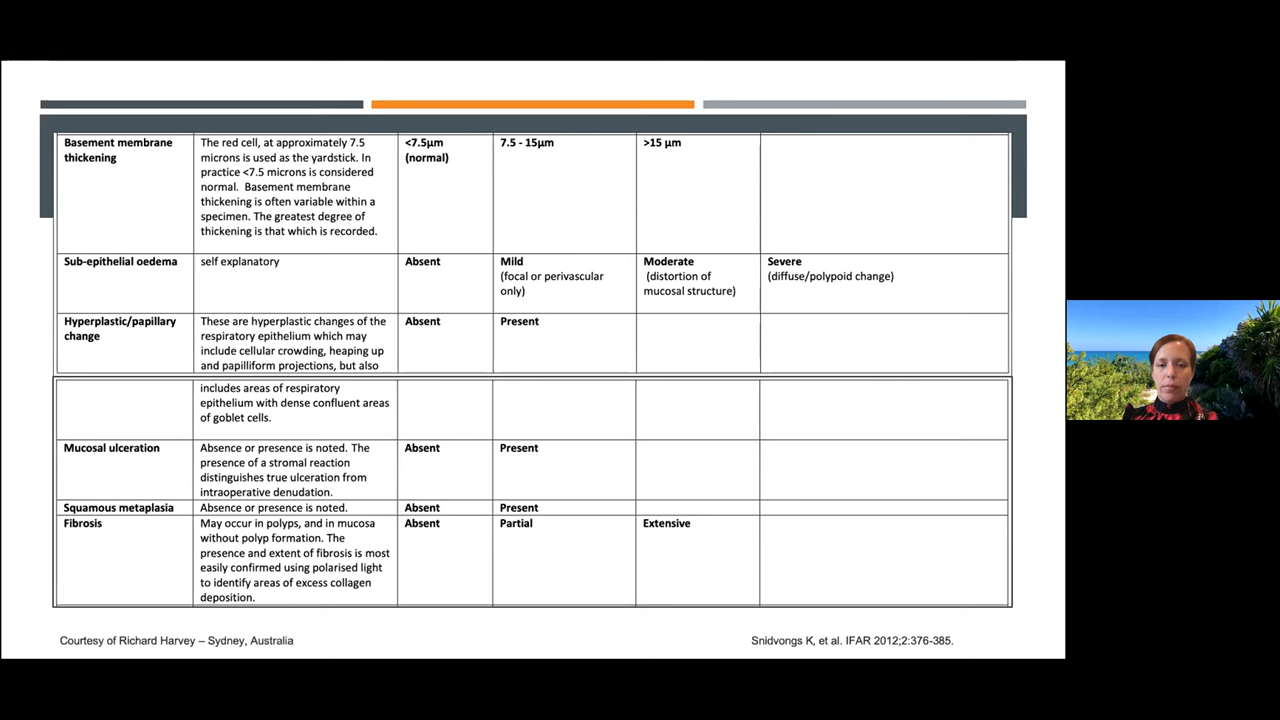 Basement membrane
thickening
The red cell, at approximately 7.5
microns is used as the yardstick. In
practice <7.5 microns is considered
normal. Basement membrane
thickening is often variable within a
specimen. The greatest degree of
thickening is that which is recorded.
<7.5µm
(normal)
7.5 - 15µm
>15 µm
Sub-epithelial oedema
self explanatory
Absent
Mild
(focal or perivascular
only)
Moderate
(distortion of
mucosal structure)
Severe
(diffuse/polypoid change)
Hyperplastic/papillary
change
These are hyperplastic changes of the
respiratory epithelium which may
include cellular crowding, heaping up
and papilliform projections, but also
Absent
Present
includes areas of respiratory
epithelium with dense confluent areas
of goblet cells.
Mucosal ulceration
Absence or presence is noted. The
presence of a stromal reaction
distinguishes true ulceration from
intraoperative denudation.
Absent
Present
Squamous metaplasia
Absence or presence is noted.
Absent
Present
Fibrosis
May occur in polyps, and in mucosa
without polyp formation. The
presence and extent of fibrosis is most
easily confirmed using polarised light
to identify areas of excess collagen
deposition.
Absent
Partial
Extensive
Courtesy of Richard Harvey – Sydney, Australia
Snidvongs K, et al. IFAR 2012;2:376-385.